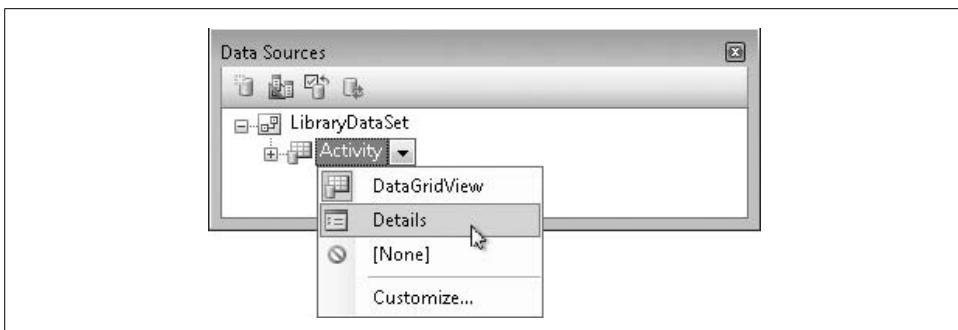 Data Sources
LibraryDataSet
Activity
DataGridView
Details
[None]
Customize...